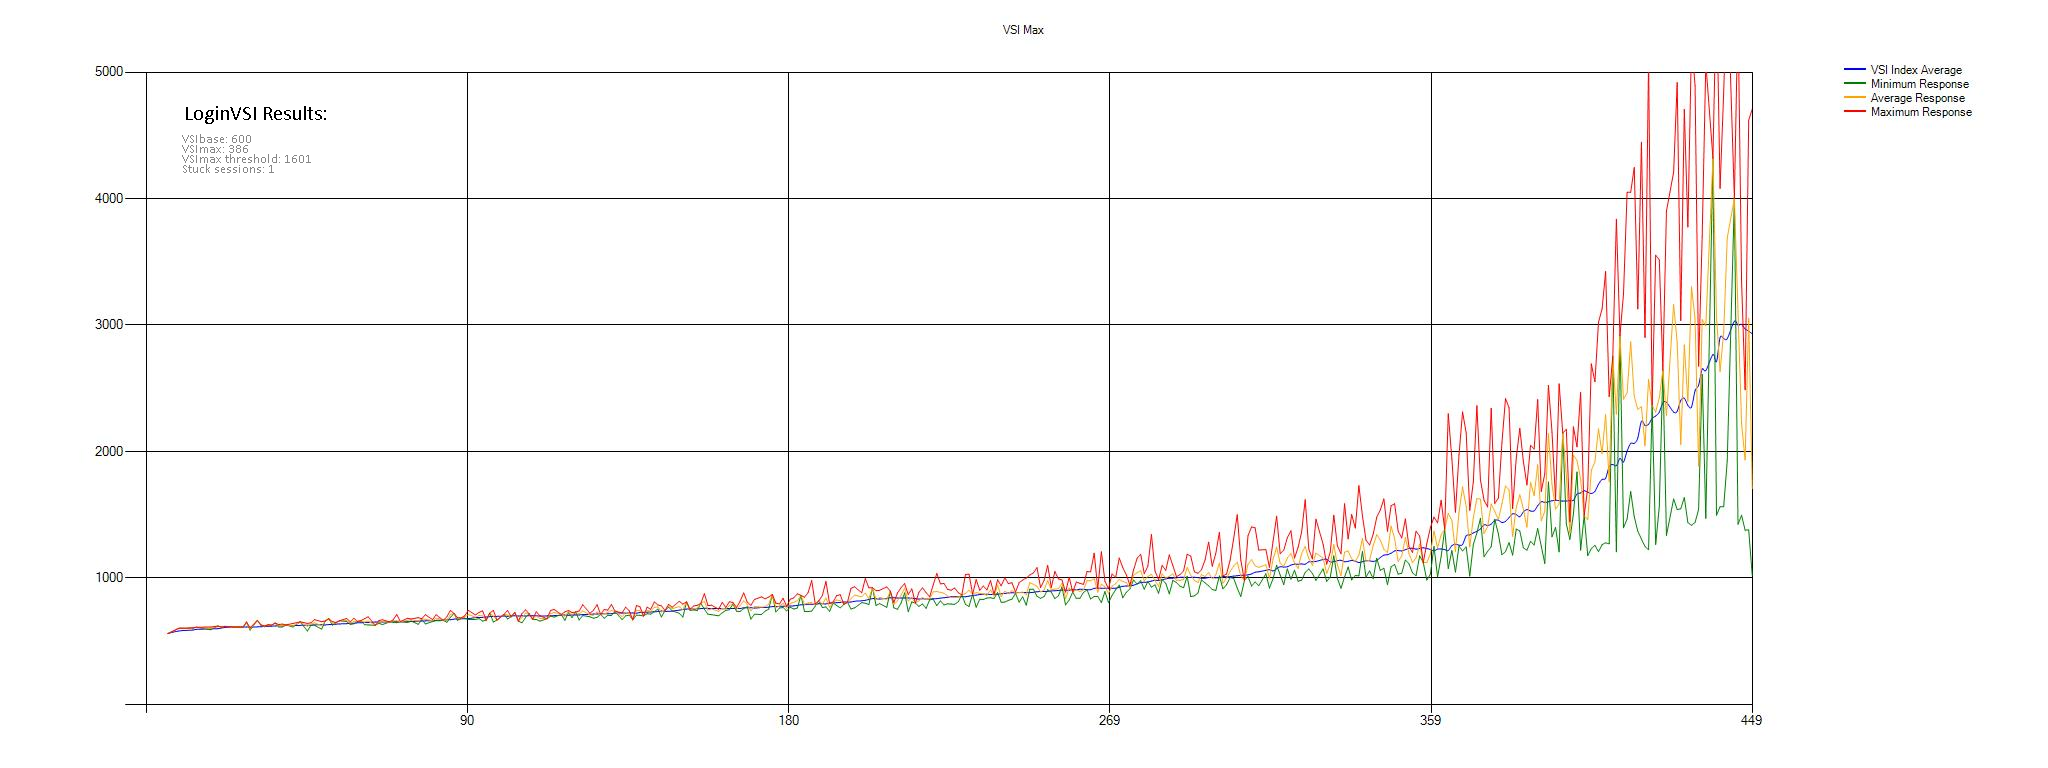 VSI Max
5000
4000
3000
2000
1000
LoginVSI Results:
VSIbase: 600
VSImax: 386
VSImax threshold: 1601
Stuck sessions: 1
VSI Index Average
Minimum Response
Average Response
Maximum Response
90
180
269
359
449